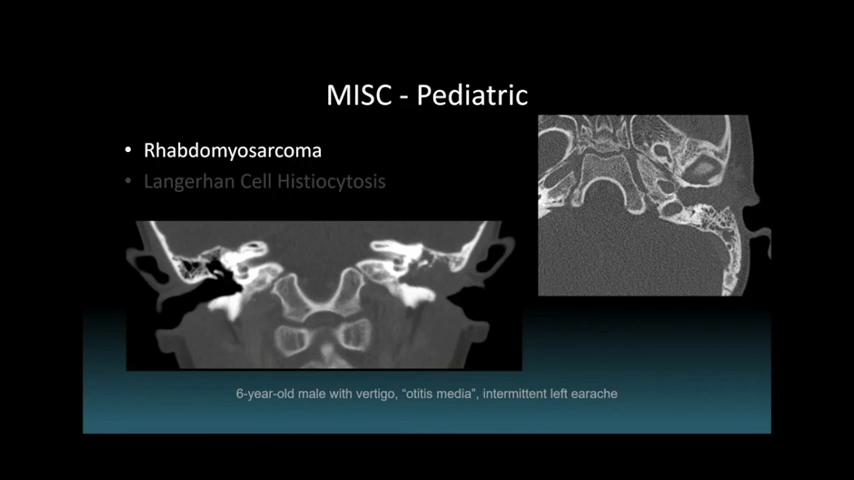 MISC - Pediatric
• Rhabdomyosarcoma
• Langerhan Cell Histiocytosis
6-year-old male with vertigo, “otitis media”, intermittent left earache